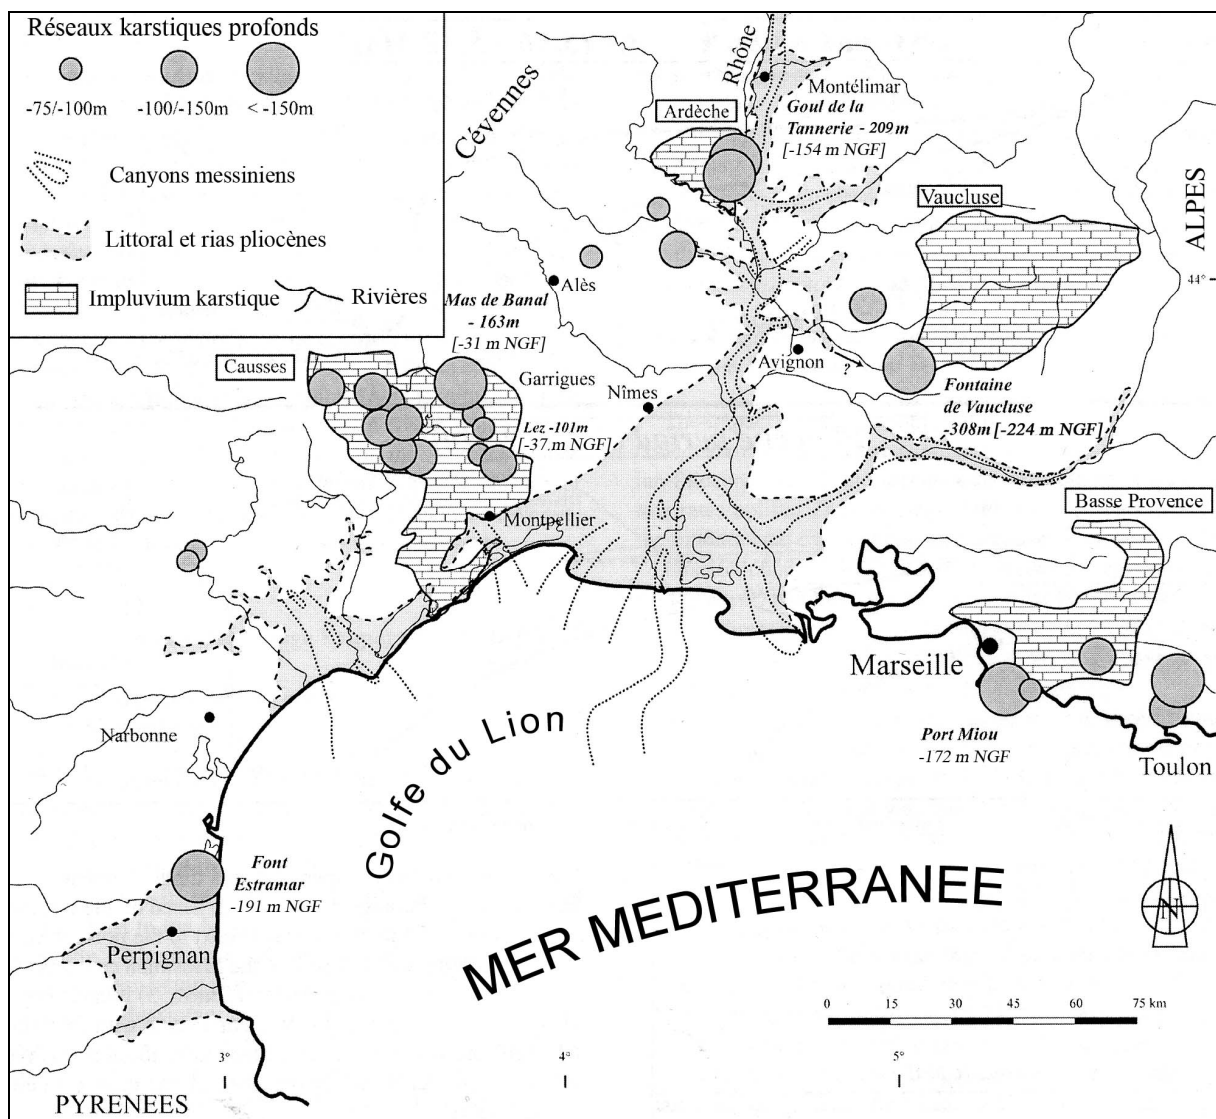 Réseaux karstiques profonds
-75/-100m
-100/-150m
< -150m
Canyons messiniens
Littoral et rias pliocènes
Impluvium karstique
Rivières
Cévennes
Rhône
Montélimar
Ardèche
Goul de la
Tannerie - 209m
[-154 m NGF]
Vaucluse
ALPES
44°
Alès
Mas de Banal
- 163m
[-31 m NGF]
Causses
Garrigues
Avignon
?
Nîmes
Lez -101m
[-37.m NGF]
Fontaine
de Vaucluse
-308m [-224 m NGF]
Basse Provence
Montpellier
Marseille
Narbonne
Port Miou
-172 m NGF
Toulon
Golfe du Lion
Font
Estramar
-191 m NGF
MER MEDITERRANEE
N
Perpignan
0 15 30 45 60 75 km
3°
4°
5°
PYRENEES